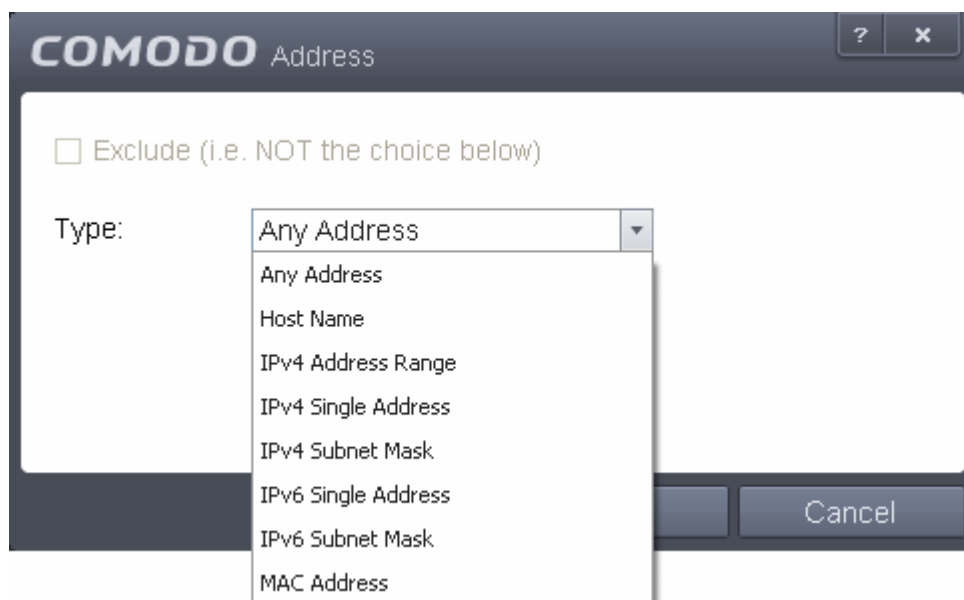 COMODO Address ? x
Exclude (i.e. NOT the choice below)
Type: Any Address
Any Address
Host Name
IPv4 Address Range
IPv4 Single Address
IPv4 Subnet Mask
IPv6 Single Address
IPv6 Subnet Mask
MAC Address
Cancel